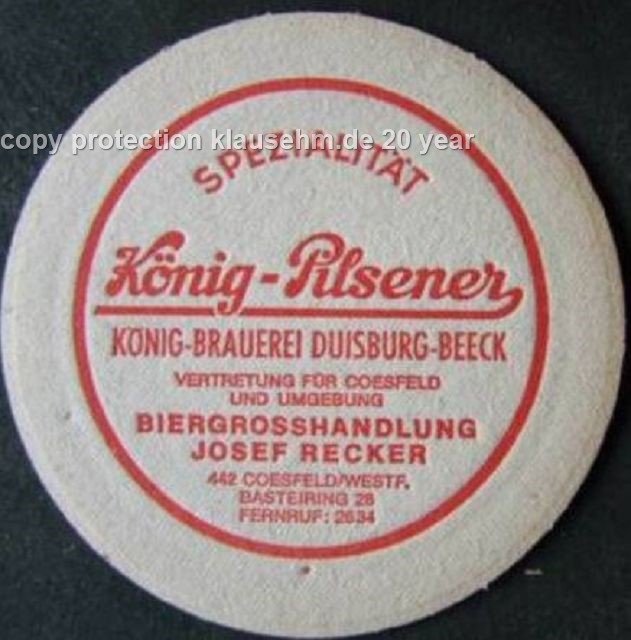 copy protection klausehm.de 20 year
SPEZIALITÄT
König-Pilsener
KÖNIG-BRAUEREI DUISBURG-BEECK
VERTRETUNG FÜR COESFELD
UND UMGEBUNG
BIERGROSSHANDLUNG
JOSEF RECKER
442 COESFELD/WESTF.
BASTEIRING 28
FERNRUF: 2634